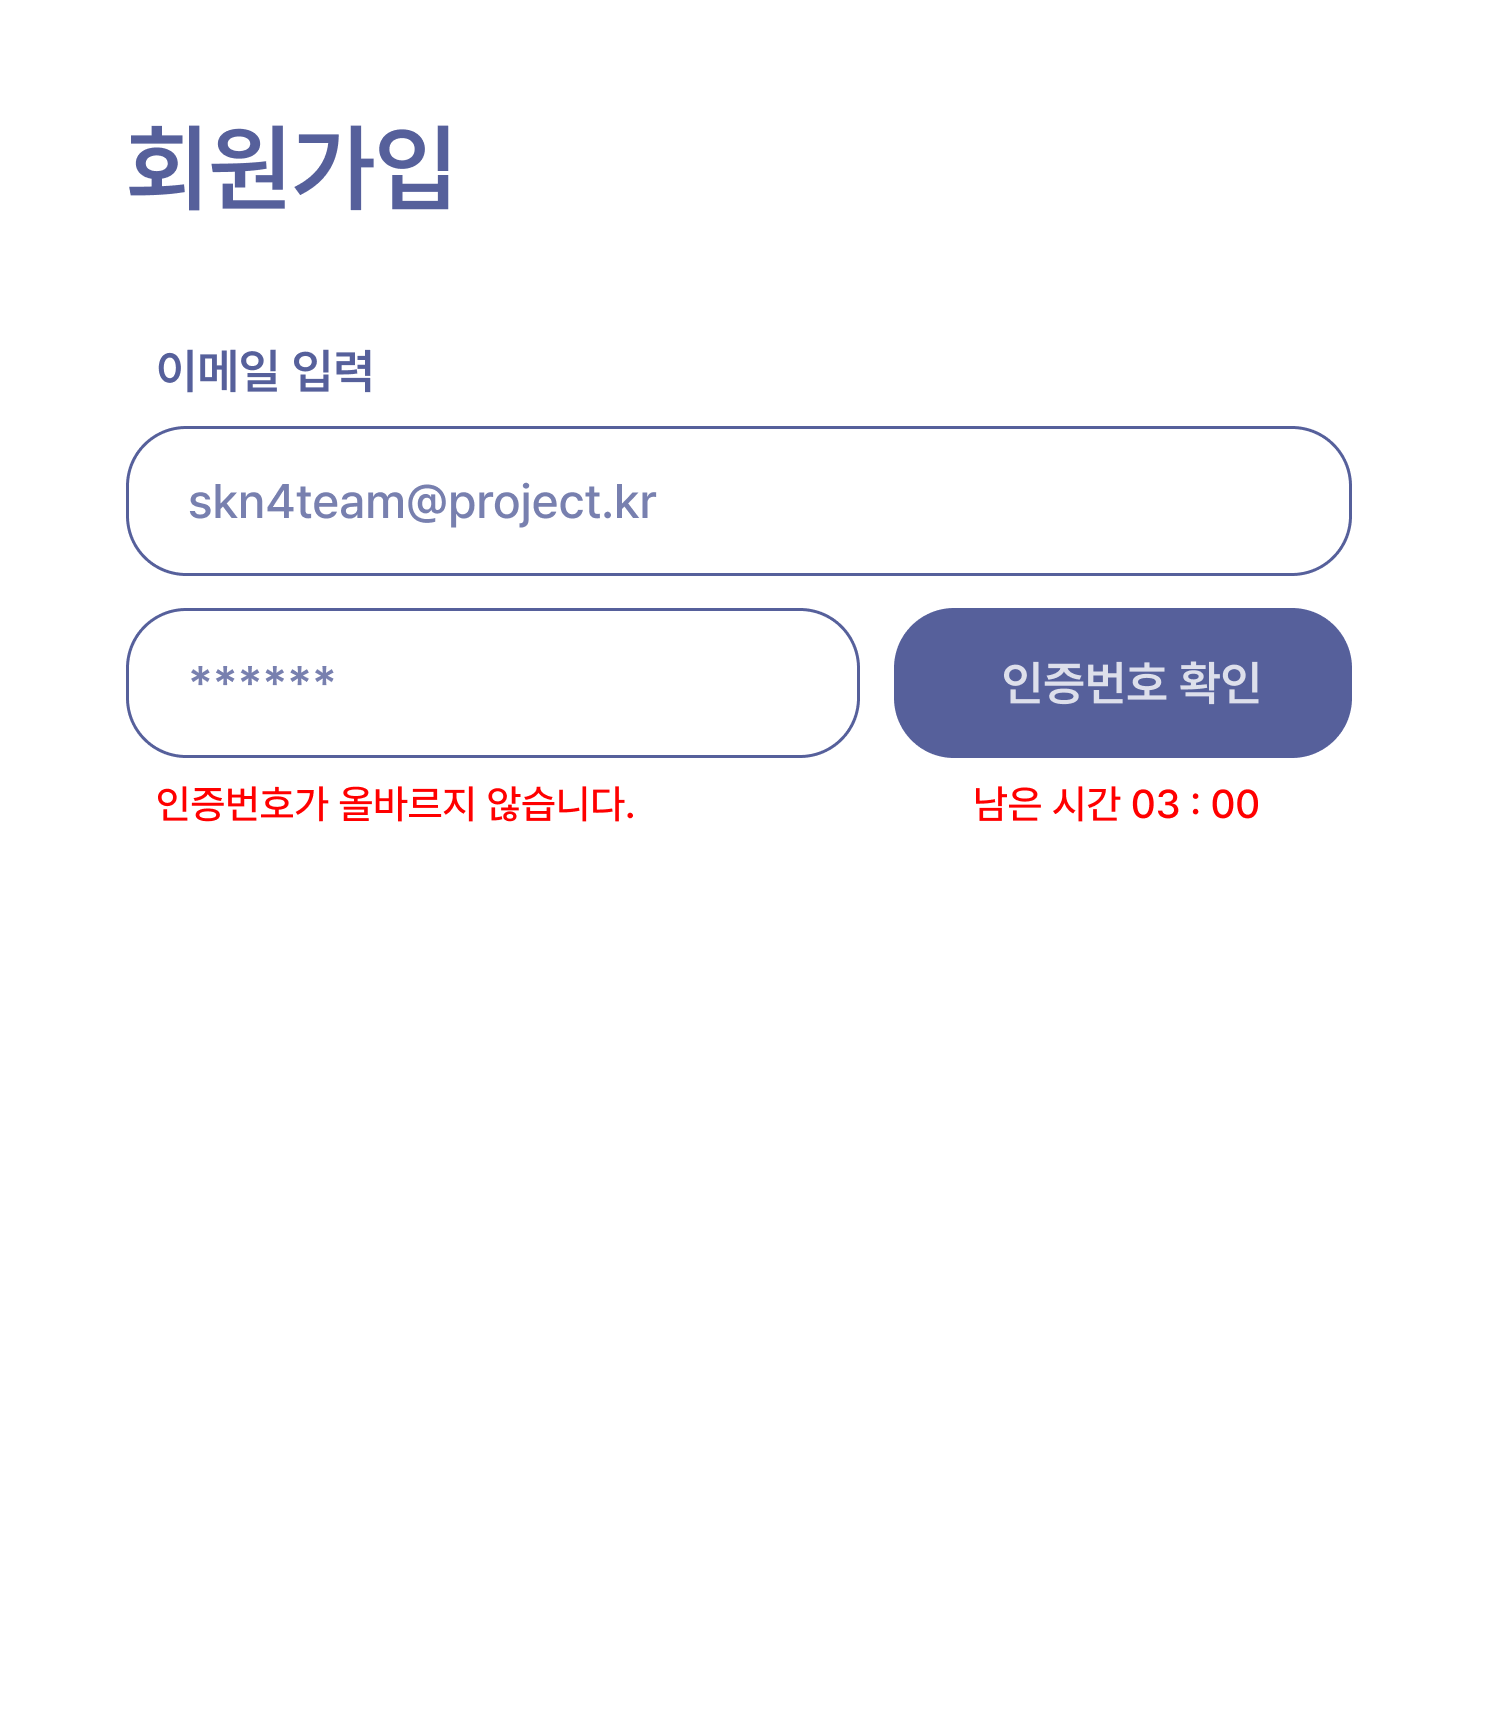 회원가입
이메일 입력
skn4team@project.kr
******
인증번호 확인
인증번호가 올바르지 않습니다.
남은 시간 03 : 00